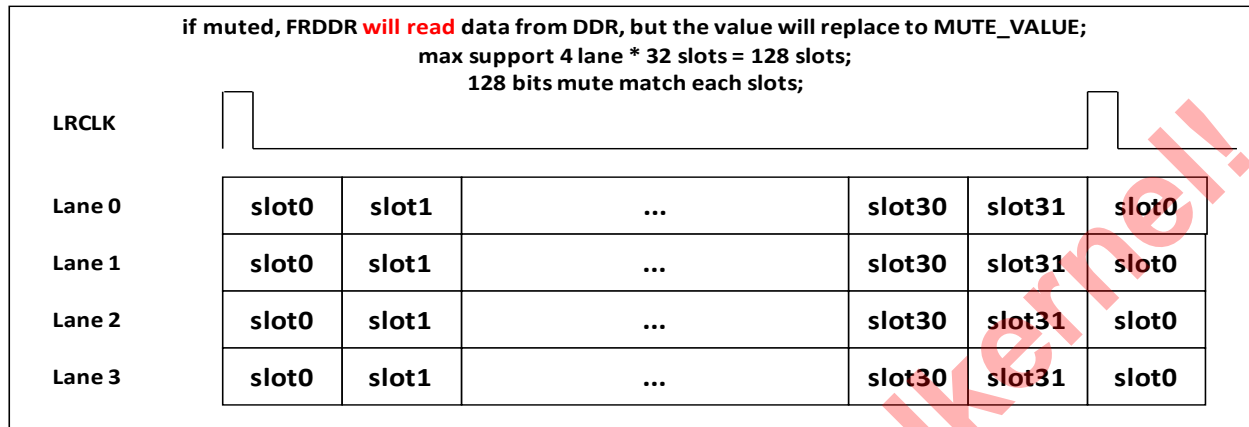 if muted, FRDDR will read data from DDR, but the value will replace to MUTE_VALUE;
max support 4 lane * 32 slots = 128 slots;
128 bits mute match each slots;
LRCLK
Lane 0 slot0 slot1 ... slot30 slot31 slot0
Lane 1 slot0 slot1 ... slot30 slot31 slot0
Lane 2 slot0 slot1 ... slot30 slot31 slot0
Lane 3 slot0 slot1 ... slot30 slot31 slot0
lkernel!